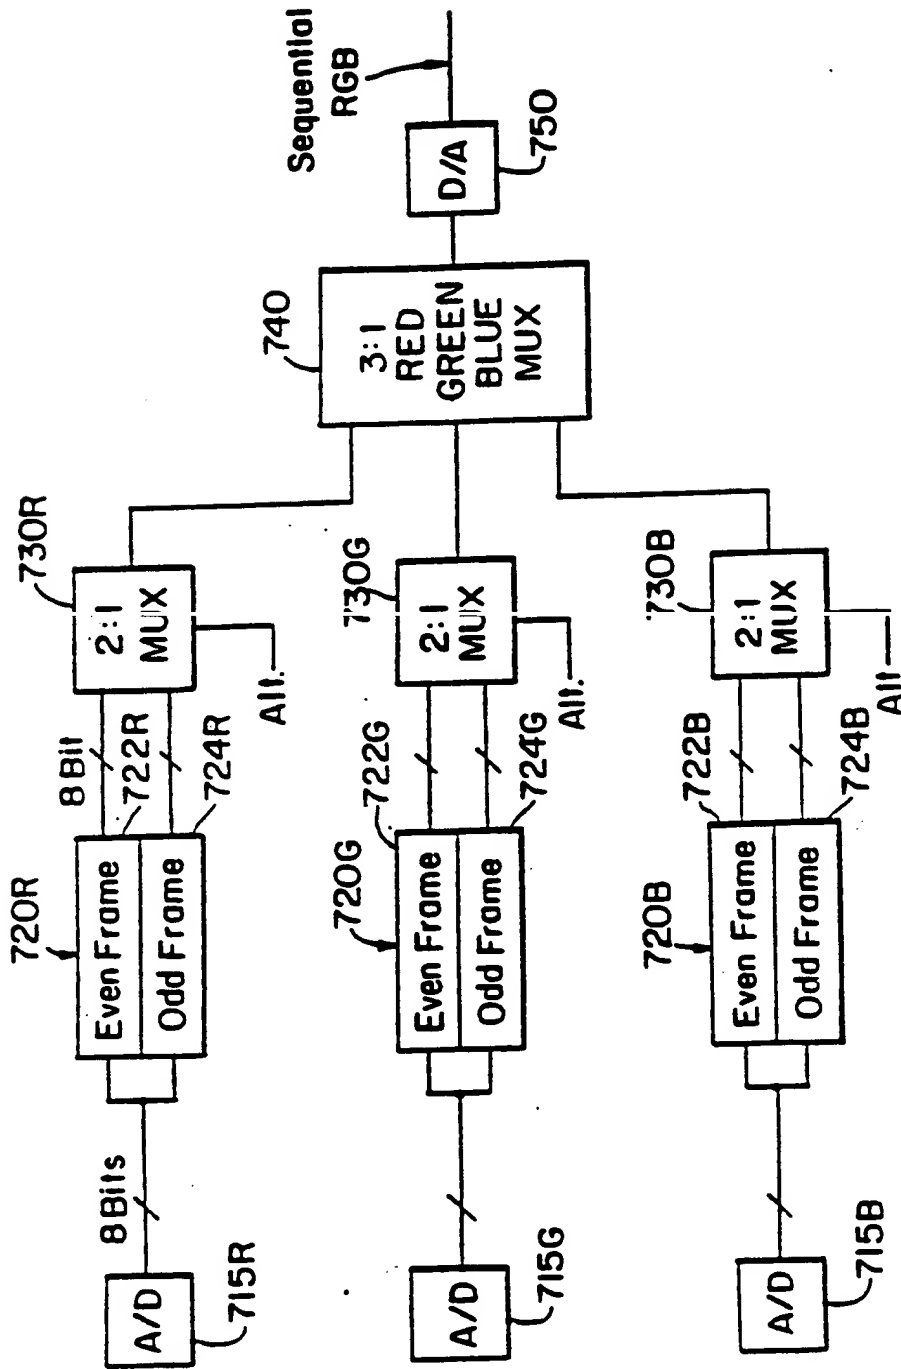 715R
A/D
8 Bits
720R
Even Frame
Odd Frame
8 Bit
722R
724R
730R
2:1
MUX
Alt.
715G
A/D
720G
Even Frame
Odd Frame
722G
724G
730G
2:1
MUX
Alt.
715B
A/D
720B
Even Frame
Odd Frame
722B
724B
730B
2:1
MUX
Alt
740
3:1
RED
GREEN
BLUE
MUX
D/A
750
Sequential
RGB